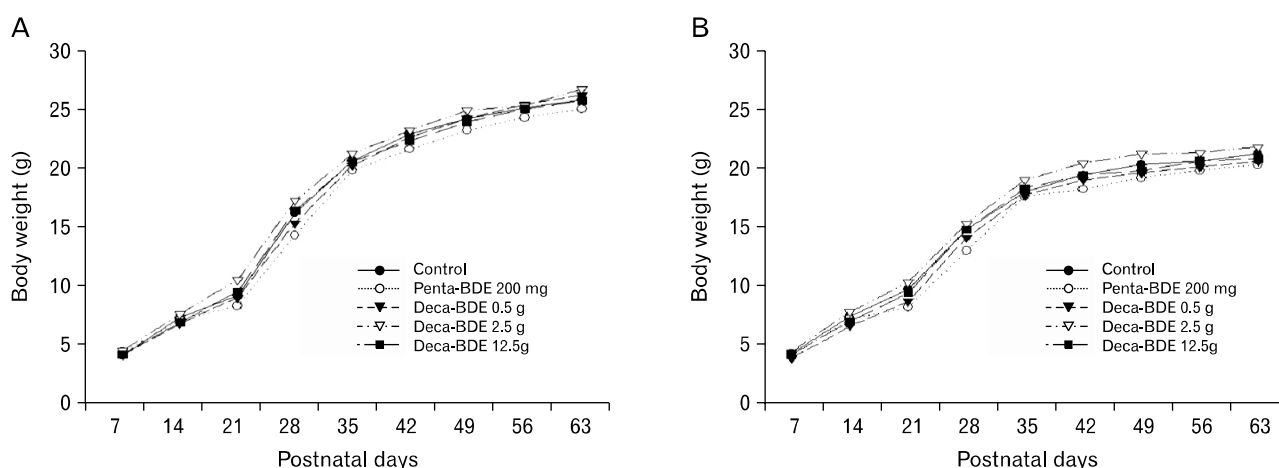 A
30
25
20
15
10
5
0
Body weight (g)
7 14 21 28 35 42 49 56 63
Postnatal days
Control
Penta-BDE 200 mg
Deca-BDE 0.5 g
Deca-BDE 2.5 g
Deca-BDE 12.5g
B
30
25
20
15
10
5
0
Body weight (g)
7 14 21 28 35 42 49 56 63
Postnatal days
Control
Penta-BDE 200 mg
Deca-BDE 0.5 g
Deca-BDE 2.5 g
Deca-BDE 12.5g